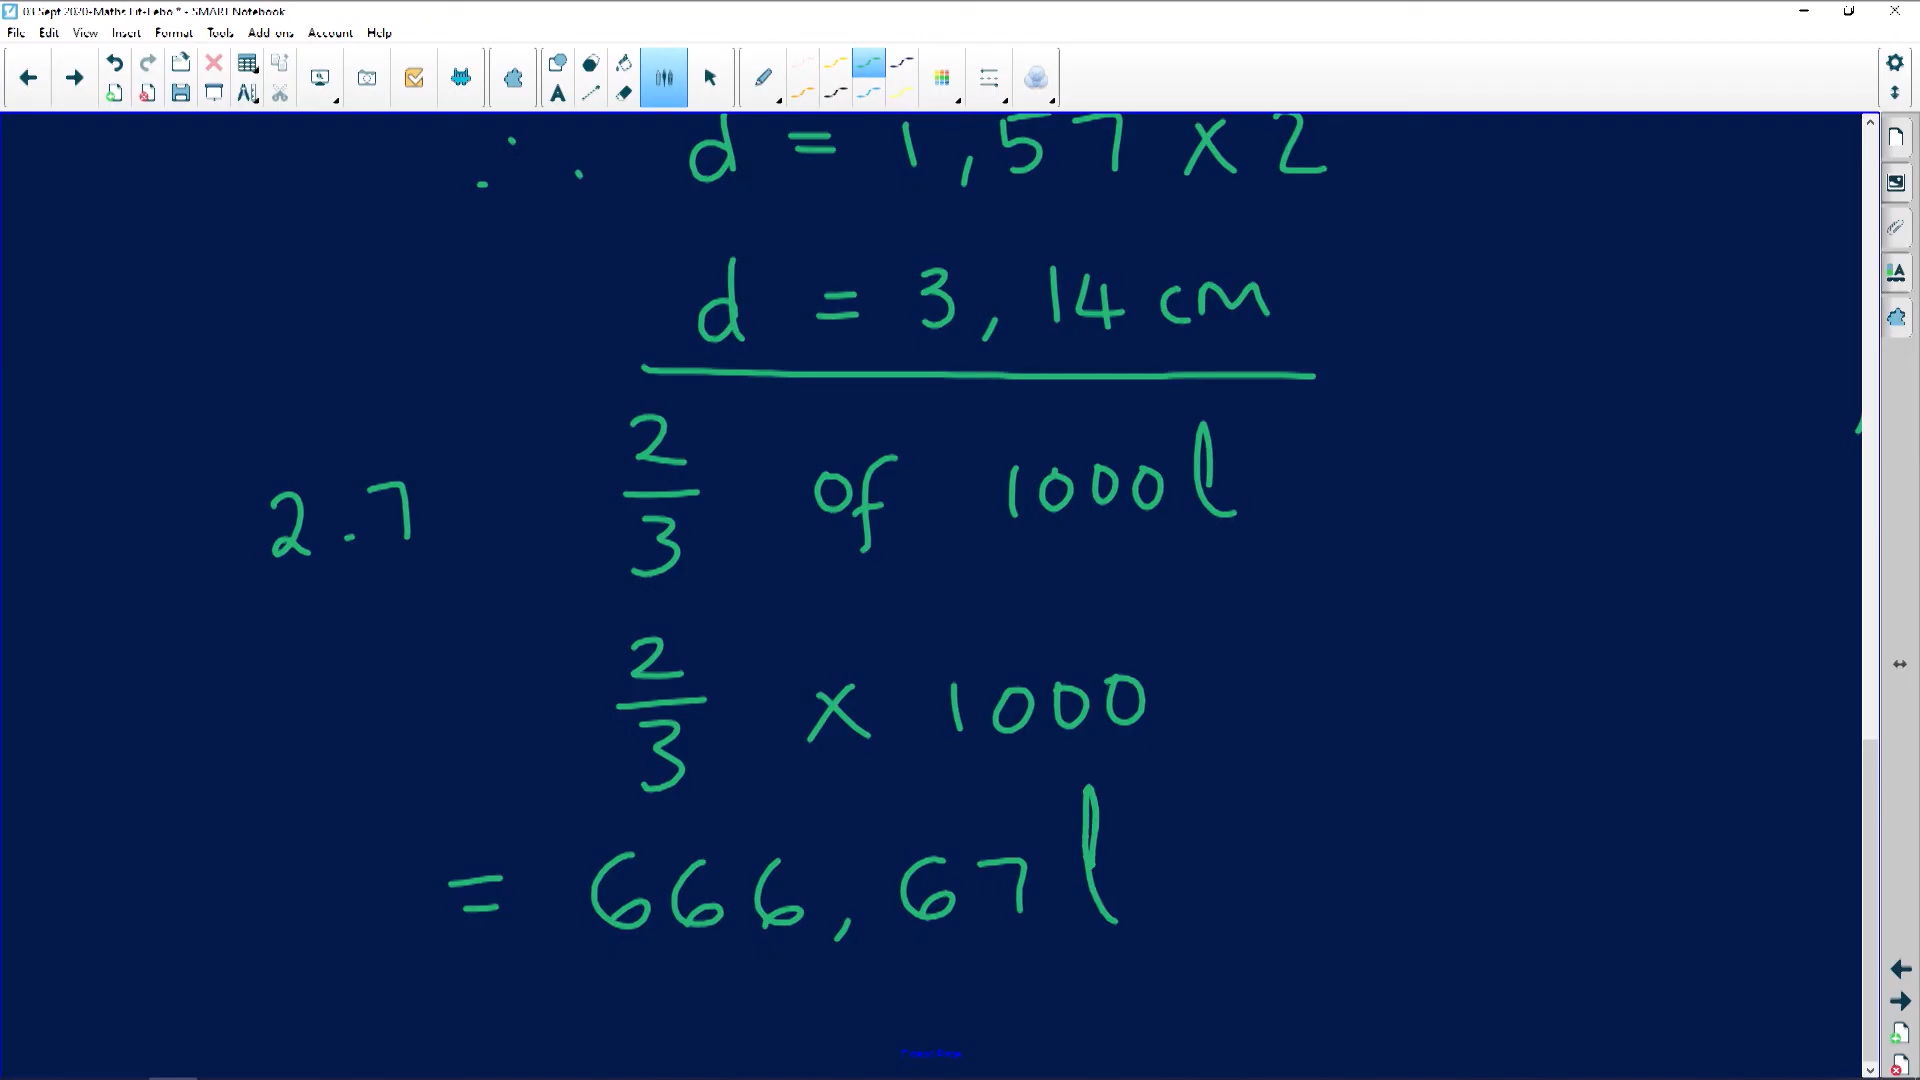 File Edit View Insert Format Tools Add-ons Account Help
∴ d = 1,57 x 2
d = 3,14 cm
2.7 2/3 of 1000 l
2/3 x 1000
= 666,67 l